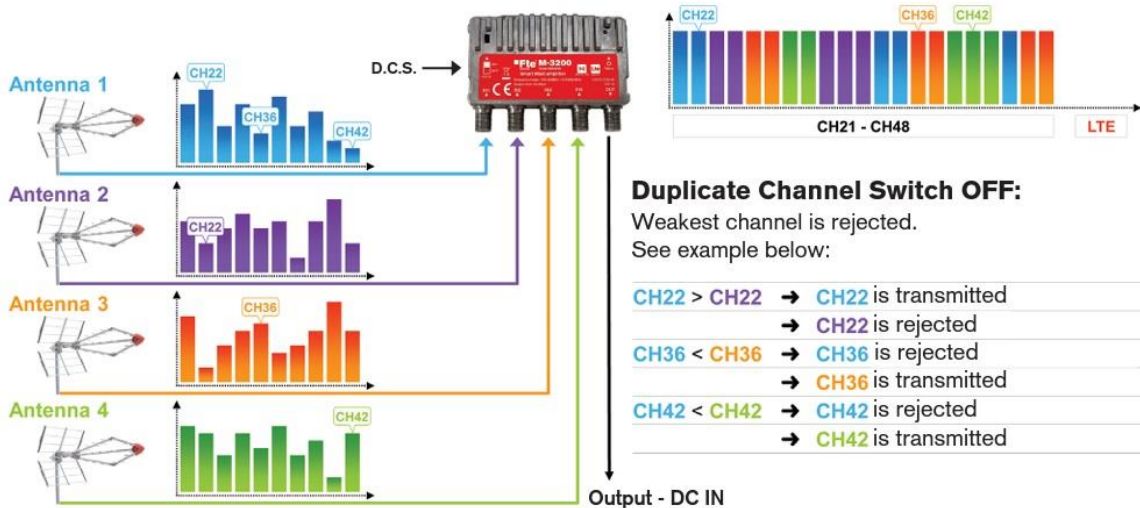 Antenna 1
CH22
CH36
CH42
Antenna 2
CH22
Antenna 3
CH36
Antenna 4
CH42
D.C.S.
Fte M-3200
Output - DC IN
CH22
CH36
CH42
CH21 - CH48
LTE
Duplicate Channel Switch OFF:
Weakest channel is rejected.
See example below:
CH22 > CH22 ➔ CH22 is transmitted
➔ CH22 is rejected
CH36 < CH36 ➔ CH36 is rejected
➔ CH36 is transmitted
CH42 < CH42 ➔ CH42 is rejected
➔ CH42 is transmitted